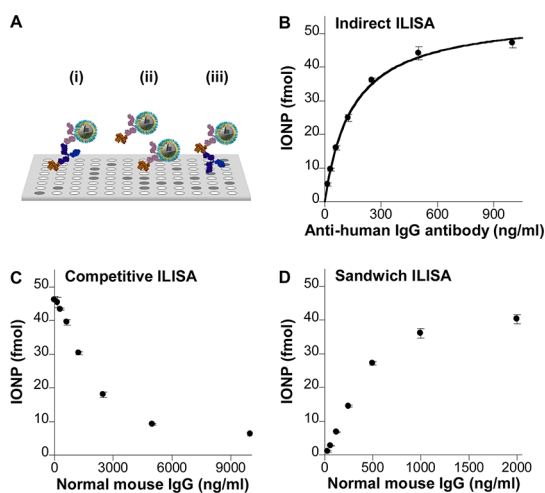 A
(i)
(ii)
(iii)
B
Indirect ILISA
IONP (fmol)
50
40
30
20
10
0
0
300
600
900
Anti-human IgG antibody (ng/ml)
C
Competitive ILISA
IONP (fmol)
50
40
30
20
10
0
0
3000
6000
9000
Normal mouse IgG (ng/ml)
D
Sandwich ILISA
IONP (fmol)
50
40
30
20
10
0
0
500
1000
1500
2000
Normal mouse IgG (ng/ml)